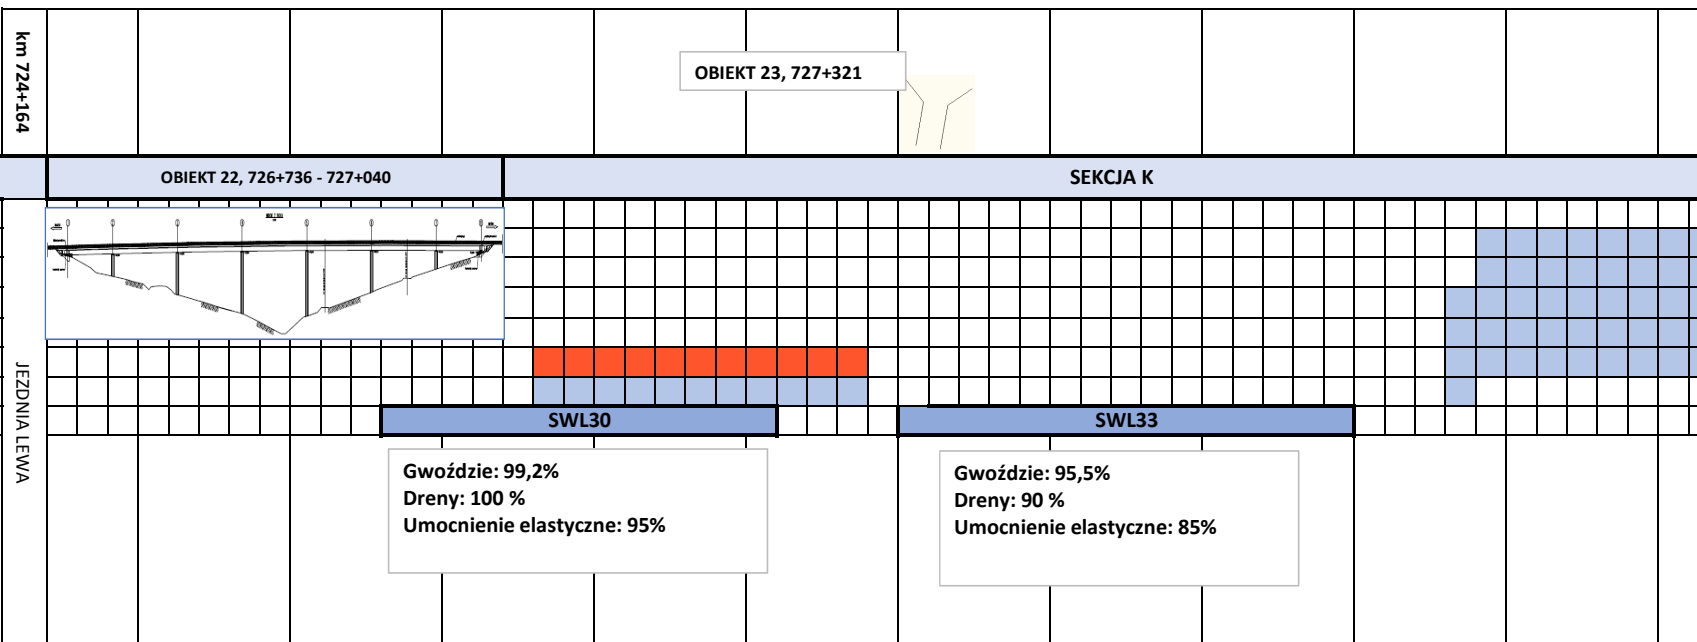 km 724+164
OBIEKT 23, 727+321
OBIEKT 22, 726+736 - 727+040
SEKCJA K
JEZDNIA LEWA
SWL30
SWL33
Gwoździe: 99,2%
Dreny: 100 %
Umocnienie elastyczne: 95%
Gwoździe: 95,5%
Dreny: 90 %
Umocnienie elastyczne: 85%